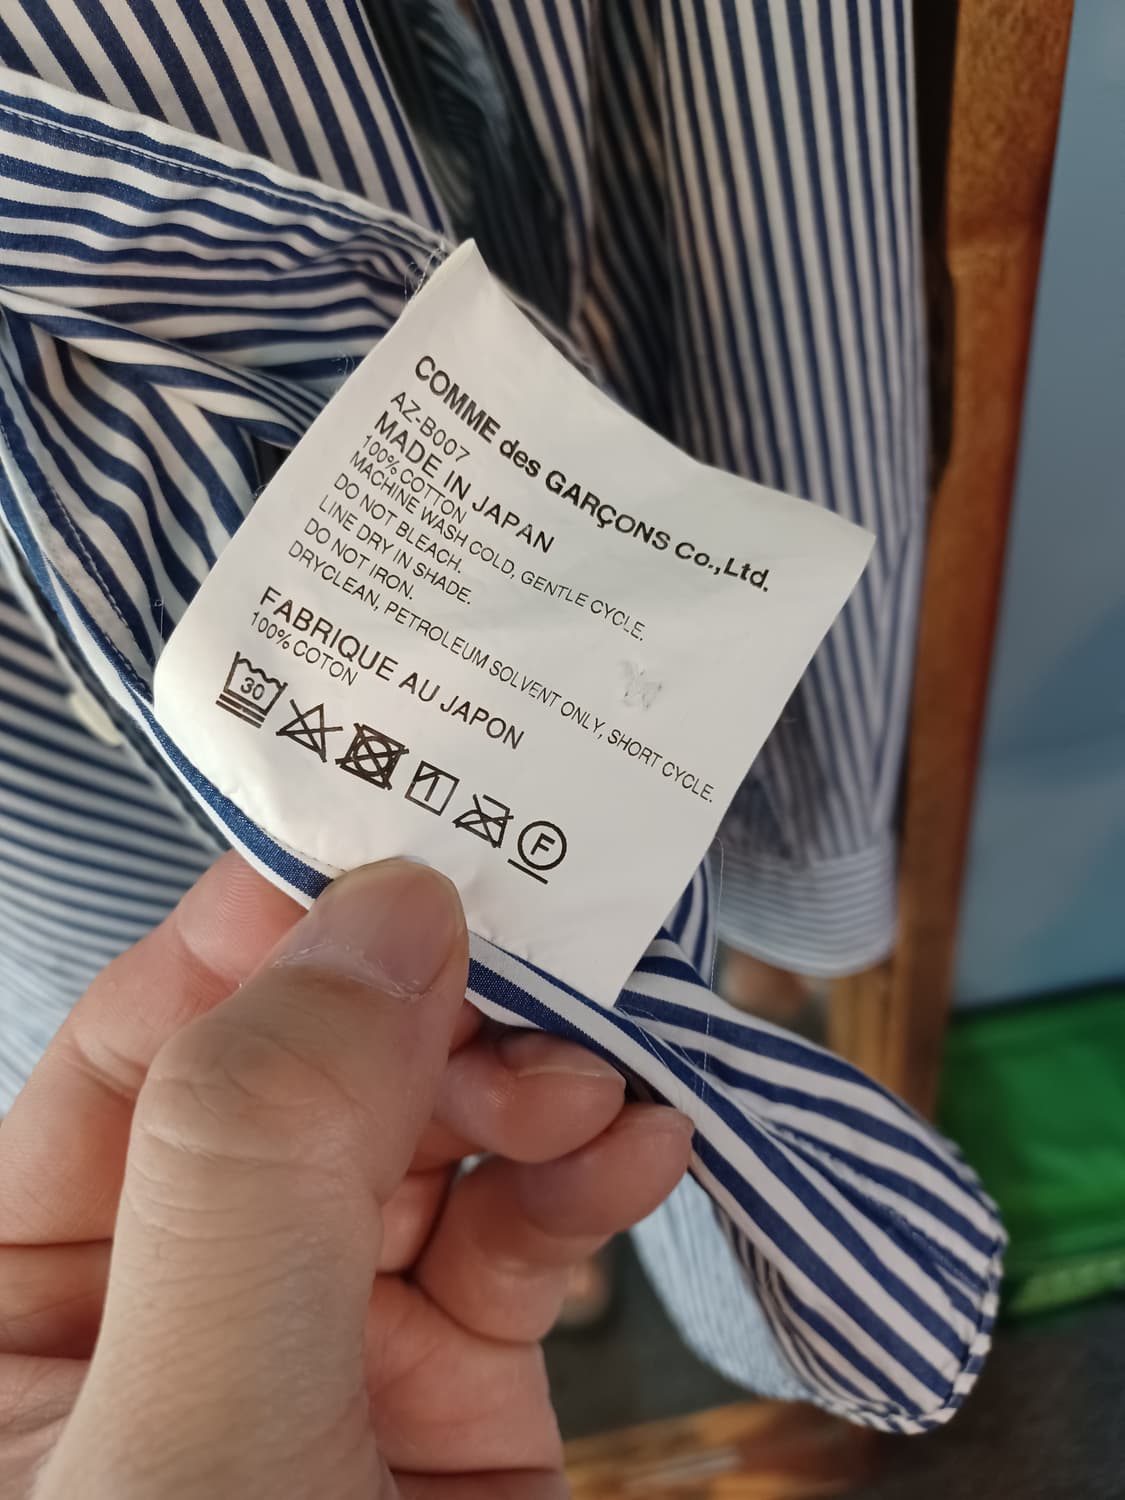 COMME des GARÇONS Co.,Ltd.
AZ-B007
MADE IN JAPAN
100% COTTON
MACHINE WASH COLD, GENTLE CYCLE.
DO NOT BLEACH.
LINE DRY IN SHADE.
DO NOT IRON.
DRYCLEAN, PETROLEUM SOLVENT ONLY, SHORT CYCLE.
FABRIQUE AU JAPON
100% COTON
30
F